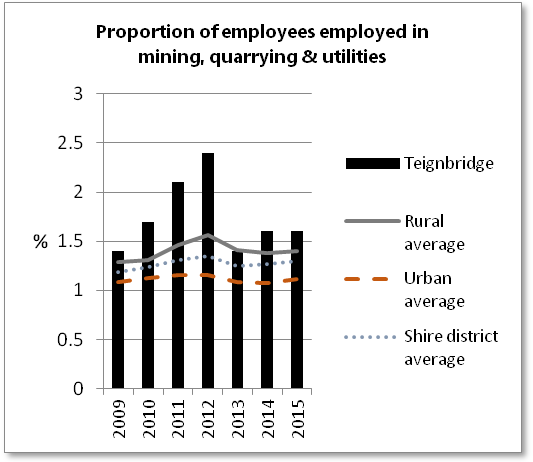 Proportion of employees employed in
mining, quarrying & utilities
3
2.5
2
1.5
1
0.5
0
%
2009
2010
2011
2012
2013
2014
2015
Teignbridge
Rural
average
Urban
average
Shire district
average